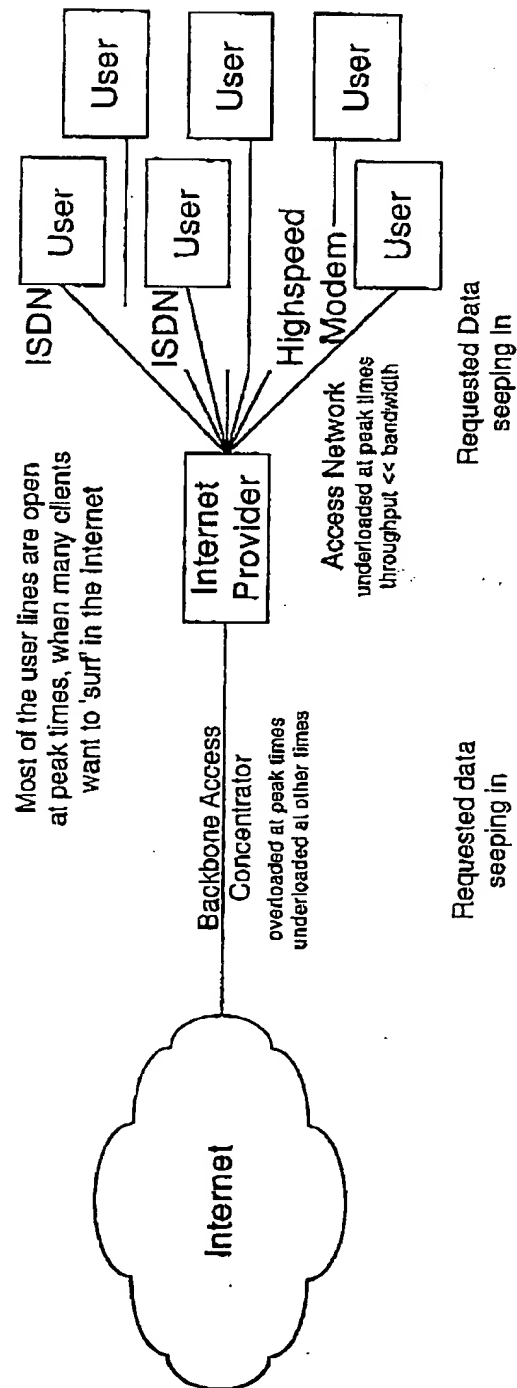 Most of the user lines are open
at peak times, when many clients
want to 'surf' in the Internet
Internet
Backbone Access
Concentrator
overloaded at peak times
underloaded at other times
Internet
Provider
ISDN
ISDN
Highspeed
Modem
User
User
User
User
User
User
Access Network
underloaded at peak times
throughput << bandwidth
Requested data
seeping in
Requested Data
seeping in